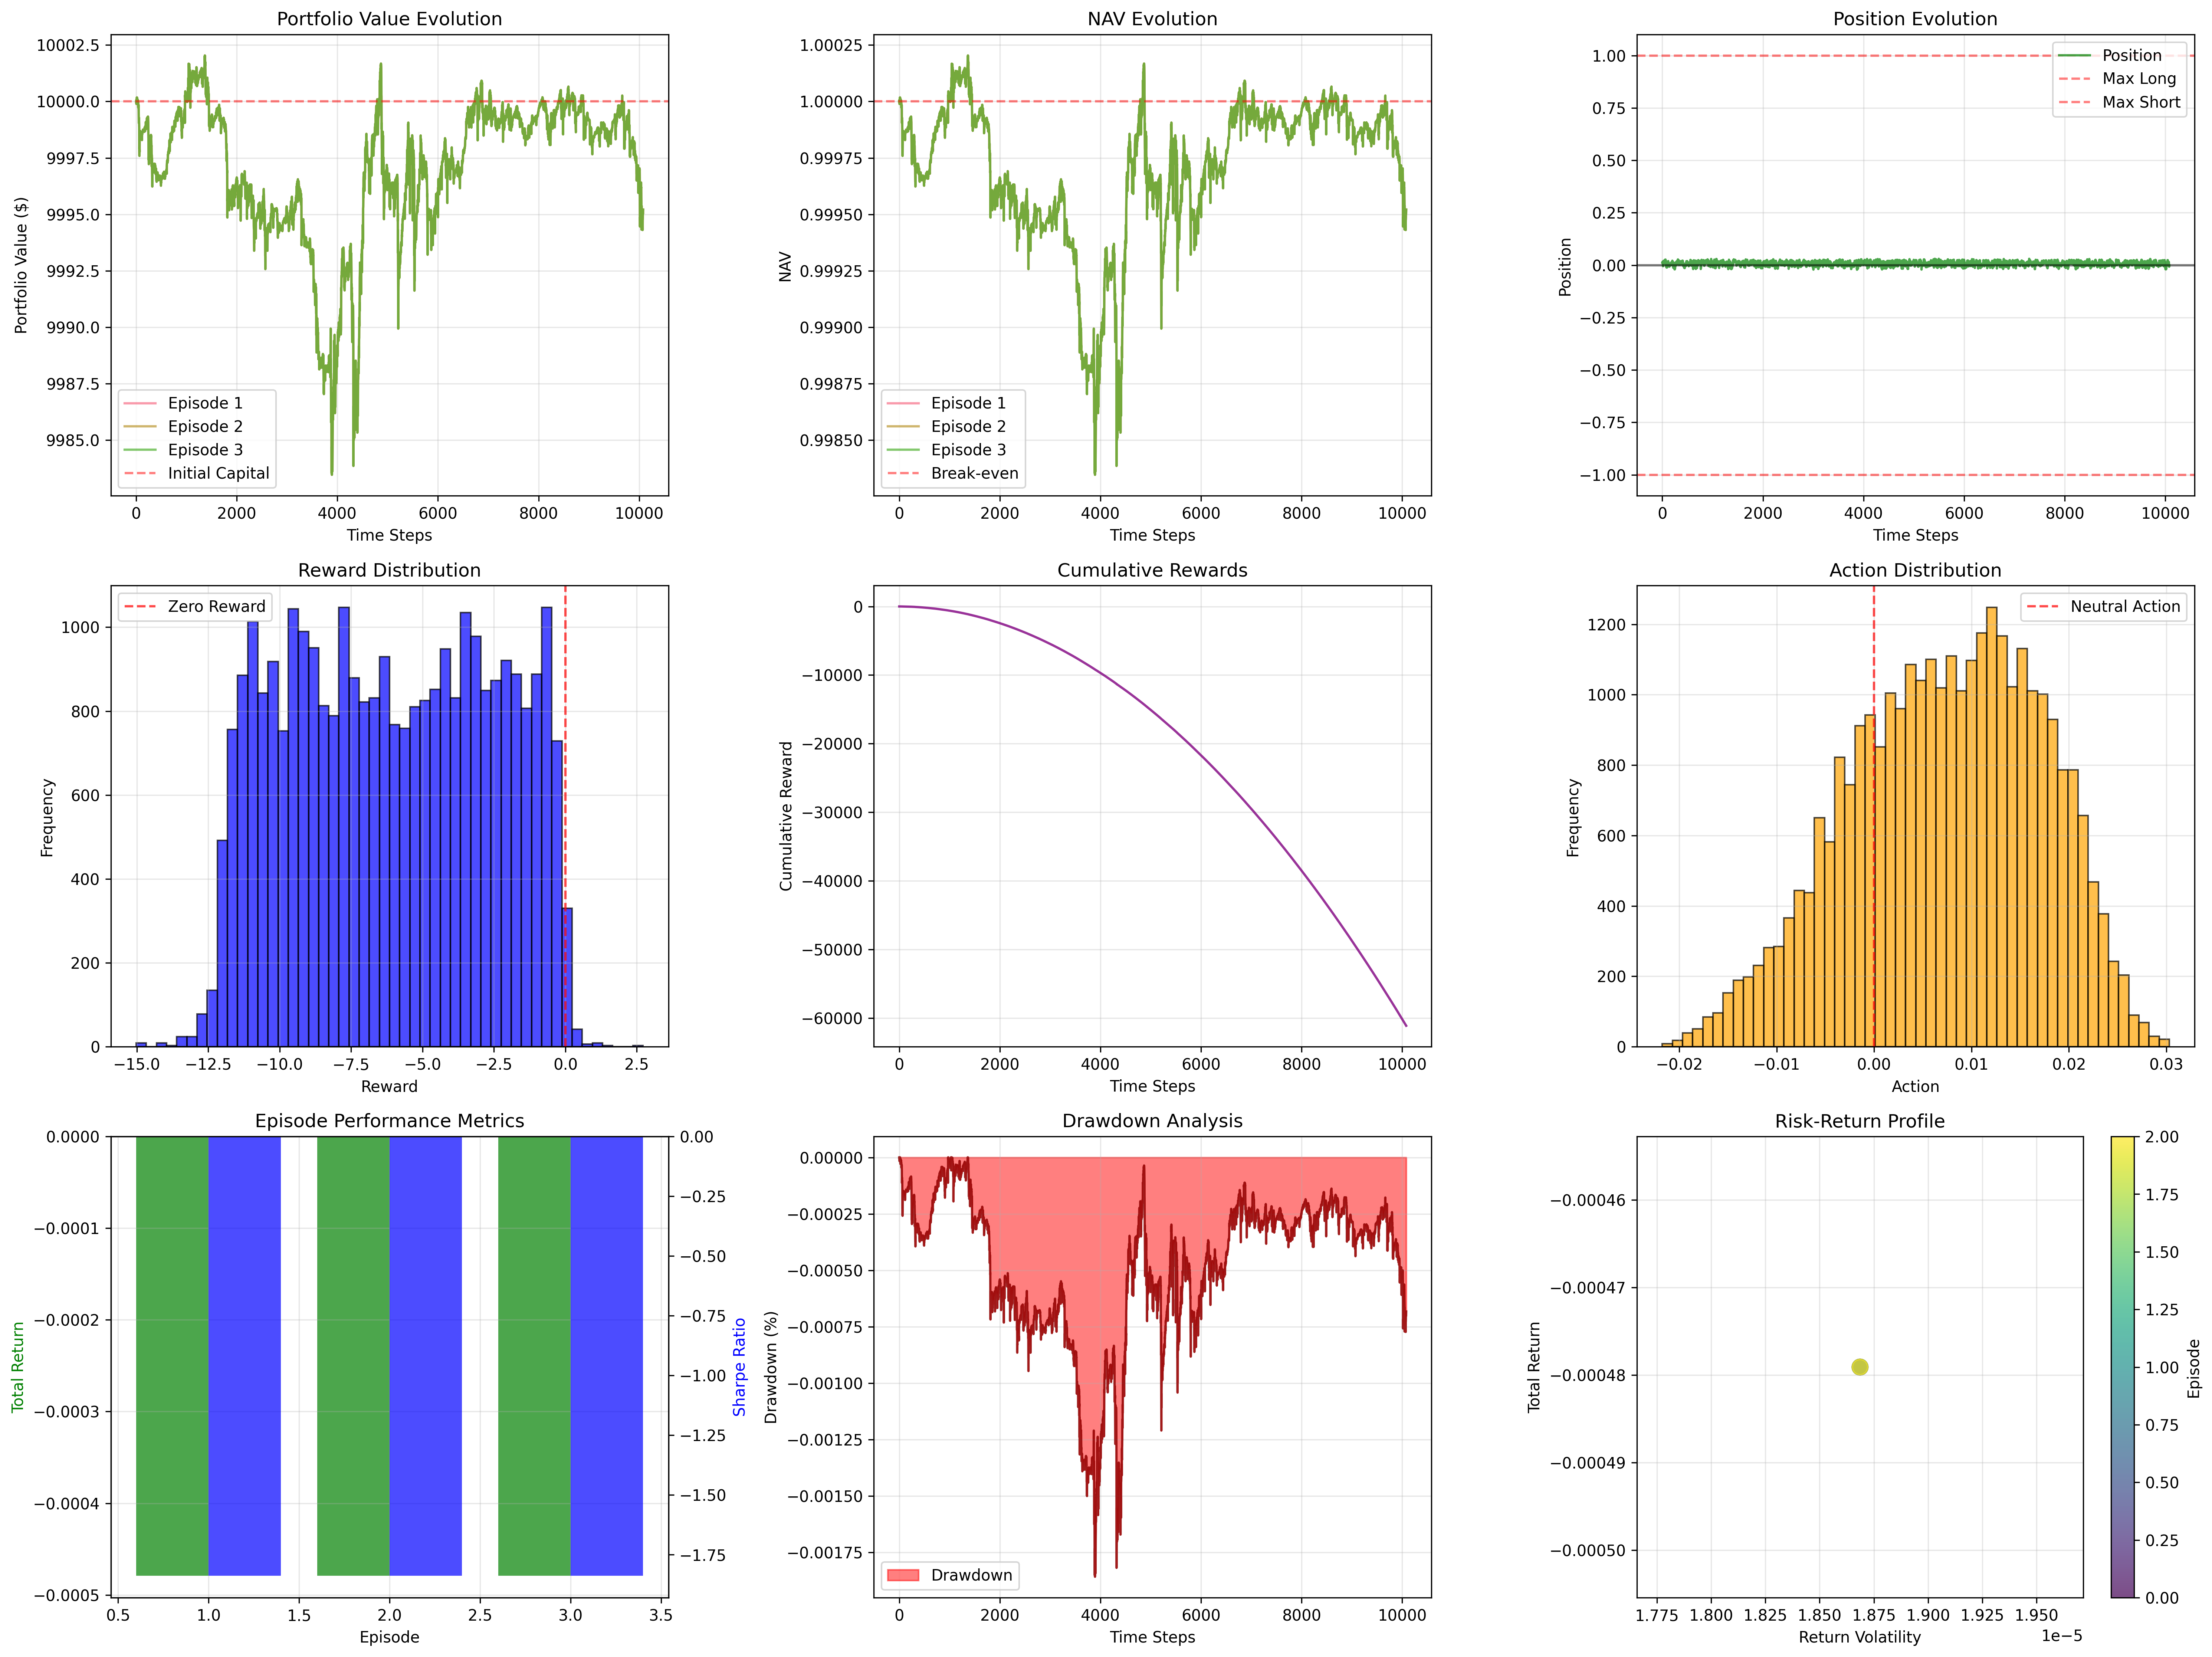 Portfolio Value Evolution
10002.5
10000.0
9997.5
9995.0
9992.5
9990.0
9987.5
9985.0
Portfolio Value ($)
Episode 1
Episode 2
Episode 3
Initial Capital
0 2000 4000 6000 8000 10000
Time Steps
NAV Evolution
1.00025
1.00000
0.99975
0.99950
0.99925
0.99900
0.99875
0.99850
NAV
Episode 1
Episode 2
Episode 3
Break-even
0 2000 4000 6000 8000 10000
Time Steps
Position Evolution
1.00
0.75
0.50
0.25
0.00
−0.25
−0.50
−0.75
−1.00
Position
Position
Max Long
Max Short
0 2000 4000 6000 8000 10000
Time Steps
Reward Distribution
1000
800
600
400
200
0
Frequency
Zero Reward
−15.0 −12.5 −10.0 −7.5 −5.0 −2.5 0.0 2.5
Reward
Cumulative Rewards
0
−10000
−20000
−30000
−40000
−50000
−60000
Cumulative Reward
0 2000 4000 6000 8000 10000
Time Steps
Action Distribution
1200
1000
800
600
400
200
0
Frequency
Neutral Action
−0.02 −0.01 0.00 0.01 0.02 0.03
Action
Episode Performance Metrics
0.0000
−0.0001
−0.0002
−0.0003
−0.0004
−0.0005
Total Return
0.00
−0.25
−0.50
−0.75
−1.00
−1.25
−1.50
−1.75
Sharpe Ratio
0.5 1.0 1.5 2.0 2.5 3.0 3.5
Episode
Drawdown Analysis
0.00000
−0.00025
−0.00050
−0.00075
−0.00100
−0.00125
−0.00150
−0.00175
Drawdown (%)
Drawdown
0 2000 4000 6000 8000 10000
Time Steps
Risk-Return Profile
−0.00046
−0.00047
−0.00048
−0.00049
−0.00050
Total Return
1.775 1.800 1.825 1.850 1.875 1.900 1.925 1.950
1e−5
Return Volatility
2.00
1.75
1.50
1.25
1.00
0.75
0.50
0.25
0.00
Episode